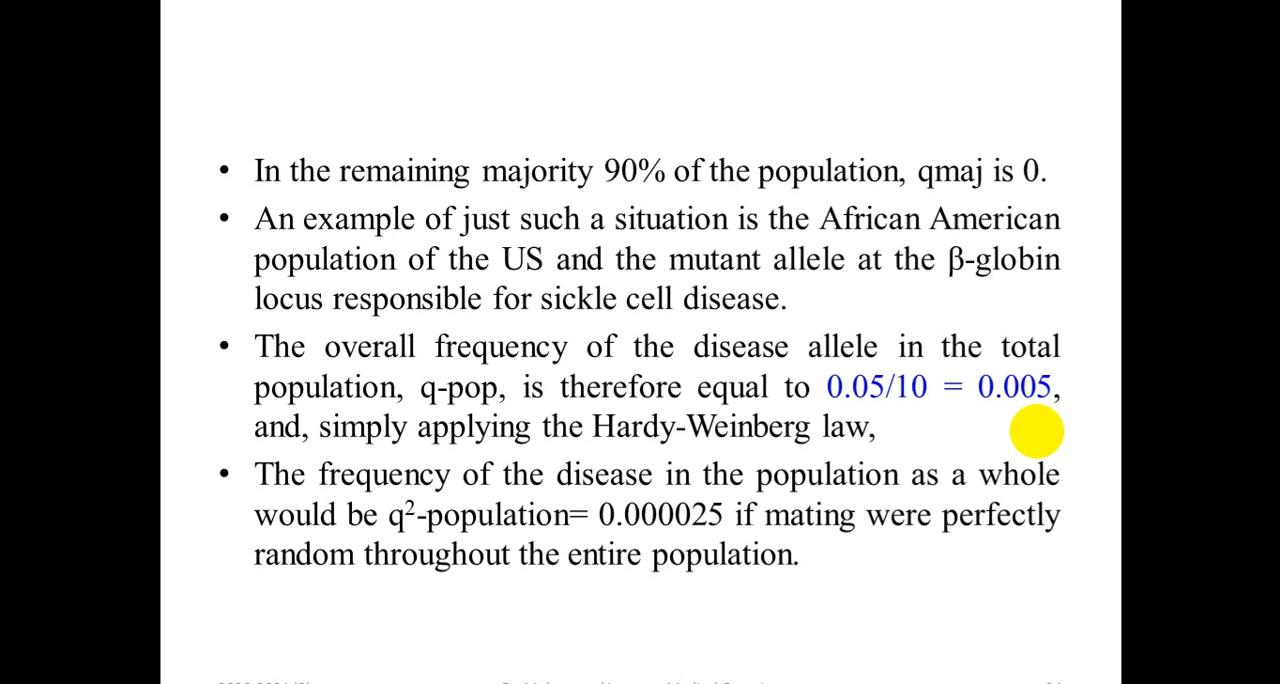 • In the remaining majority 90% of the population, qmaj is 0.
• An example of just such a situation is the African American
population of the US and the mutant allele at the β-globin
locus responsible for sickle cell disease.
• The overall frequency of the disease allele in the total
population, q-pop, is therefore equal to 0.05/10 = 0.005,
and, simply applying the Hardy-Weinberg law,
• The frequency of the disease in the population as a whole
would be q²-population= 0.000025 if mating were perfectly
random throughout the entire population.